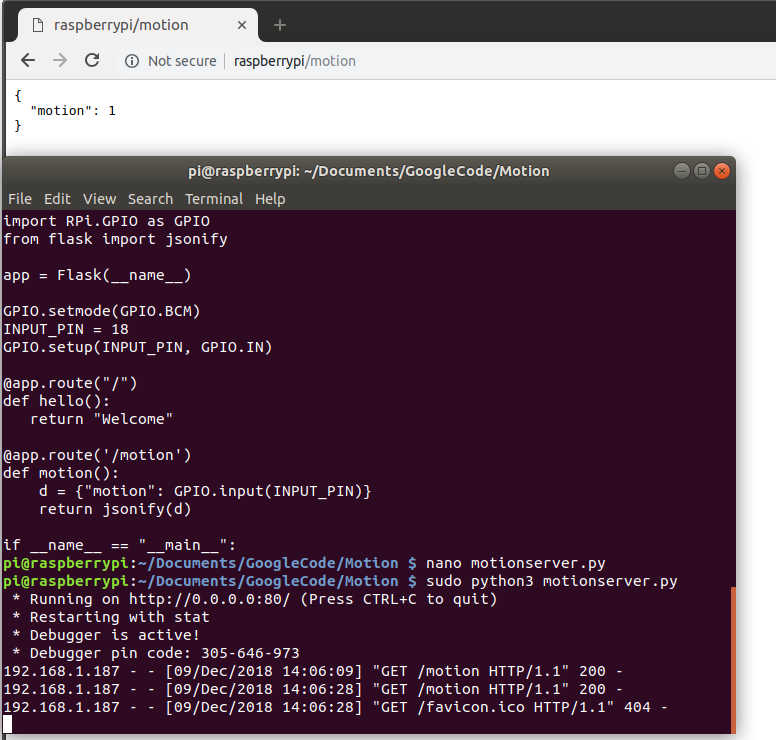 raspberrypi/motion
Not secure | raspberrypi/motion
{
  "motion": 1
}
pi@raspberrypi: ~/Documents/GoogleCode/Motion
File Edit View Search Terminal Help
import RPi.GPIO as GPIO
from flask import jsonify
app = Flask(__name__)
GPIO.setmode(GPIO.BCM)
INPUT_PIN = 18
GPIO.setup(INPUT_PIN, GPIO.IN)
@app.route("/")
def hello():
   return "Welcome"
@app.route('/motion')
def motion():
    d = {"motion": GPIO.input(INPUT_PIN)}
    return jsonify(d)
if __name__ == "__main__":
pi@raspberrypi:~/Documents/GoogleCode/Motion $ nano motionserver.py
pi@raspberrypi:~/Documents/GoogleCode/Motion $ sudo python3 motionserver.py
 * Running on http://0.0.0.0:80/ (Press CTRL+C to quit)
 * Restarting with stat
 * Debugger is active!
 * Debugger pin code: 305-646-973
192.168.1.187 - - [09/Dec/2018 14:06:09] "GET /motion HTTP/1.1" 200 -
192.168.1.187 - - [09/Dec/2018 14:06:28] "GET /motion HTTP/1.1" 200 -
192.168.1.187 - - [09/Dec/2018 14:06:28] "GET /favicon.ico HTTP/1.1" 404 -